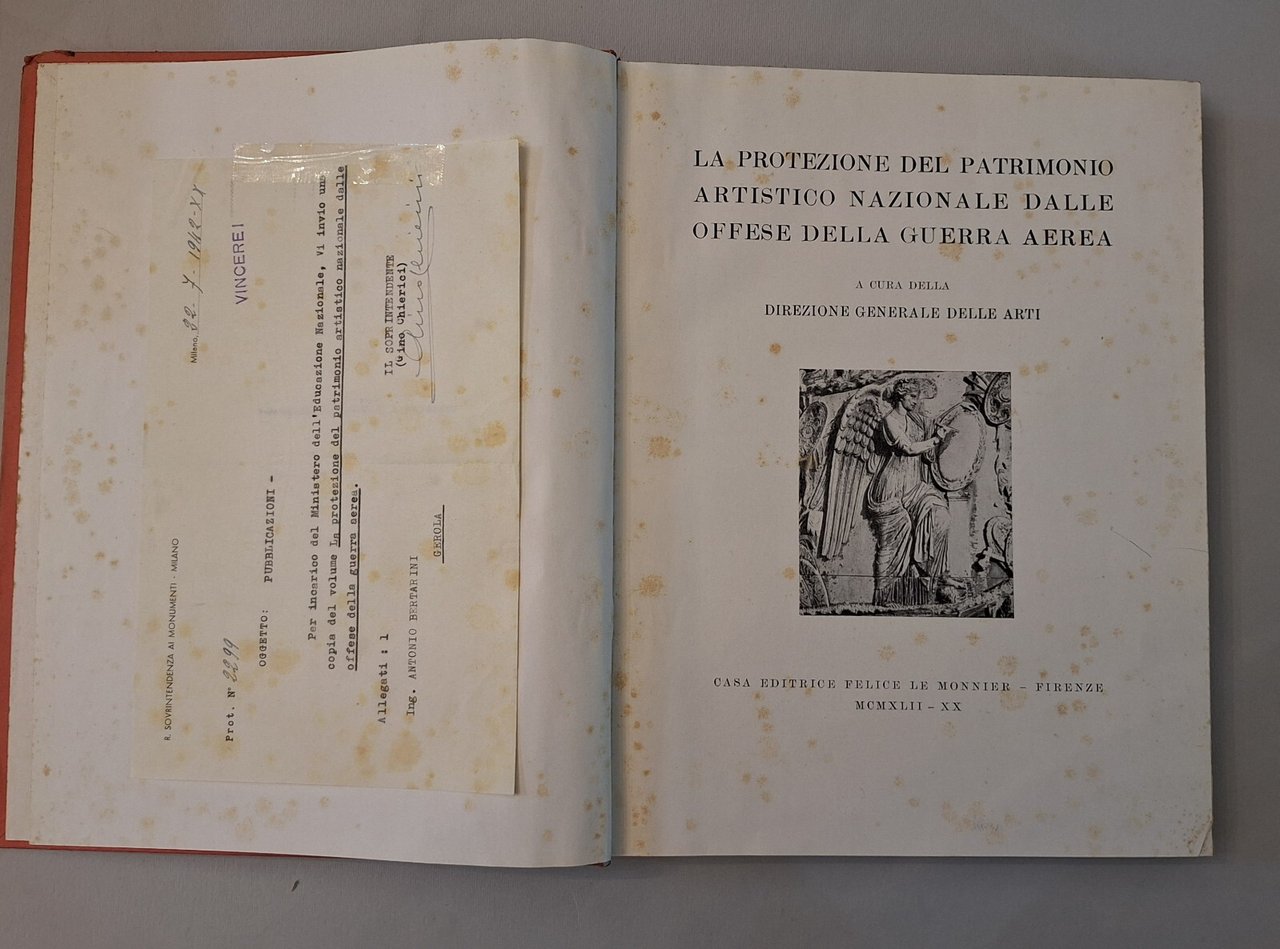 R. SOVRINTENDENZA AI MONUMENTI - MILANO
Milano, 22-7-1942-XX
Prot. N° 2299
VINCERE!
OGGETTO: PUBBLICAZIONI -
Per incarico del Ministero dell'Educazione Nazionale, Vi invio una
copia del volume La protezione del patrimonio artistico nazionale dalle
offese della guerra aerea.
Allegati : 1
IL SOPRINTENDENTE
(Gino Chierici)
Ing. ANTONIO BERTARINI
GEROLA
LA PROTEZIONE DEL PATRIMONIO
ARTISTICO NAZIONALE DALLE
OFFESE DELLA GUERRA AEREA
A CURA DELLA
DIREZIONE GENERALE DELLE ARTI
CASA EDITRICE FELICE LE MONNIER – FIRENZE
MCMXLII – XX